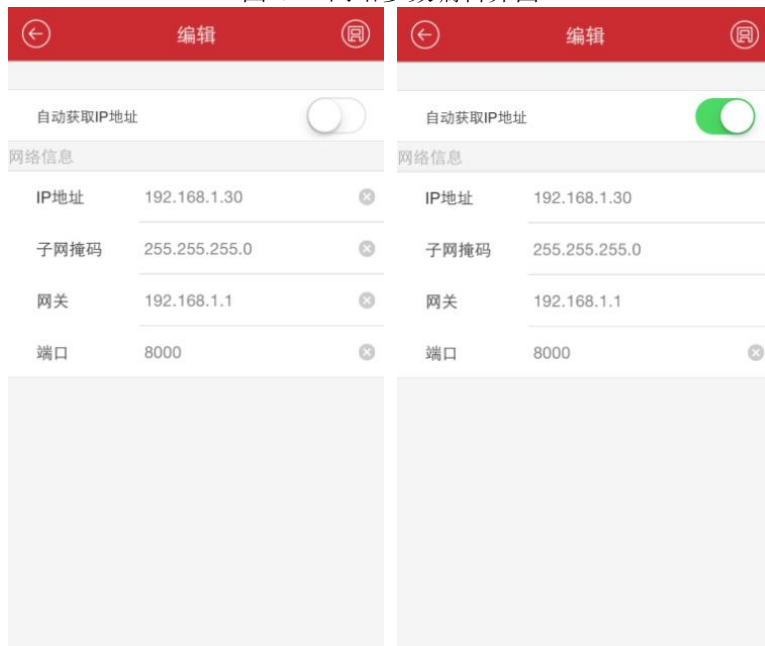 编辑
自动获取IP地址
网络信息
IP地址 192.168.1.30
子网掩码 255.255.255.0
网关 192.168.1.1
端口 8000
编辑
自动获取IP地址
网络信息
IP地址 192.168.1.30
子网掩码 255.255.255.0
网关 192.168.1.1
端口 8000